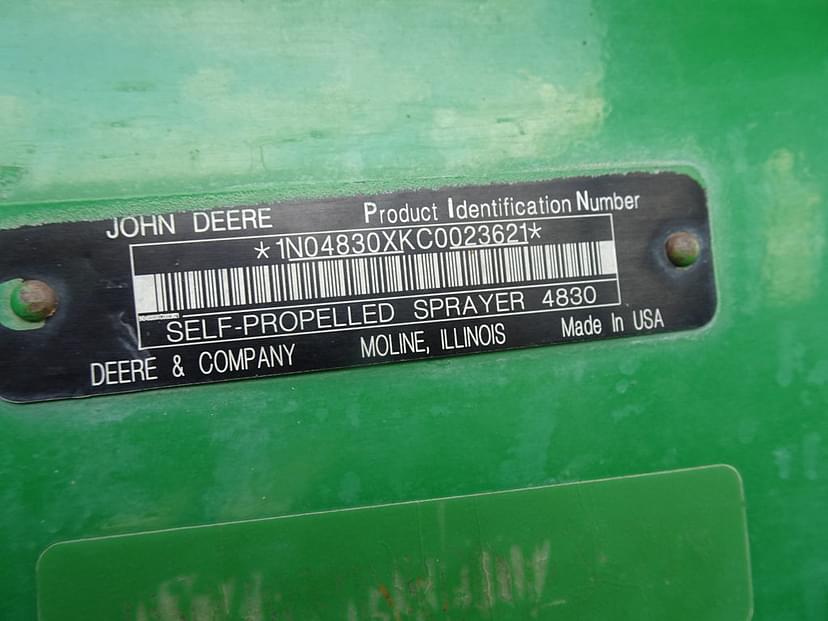 JOHN DEERE Product Identification Number
*1N04830XKC0023621*
SELF-PROPELLED SPRAYER 4830
DEERE & COMPANY MOLINE, ILLINOIS Made In USA